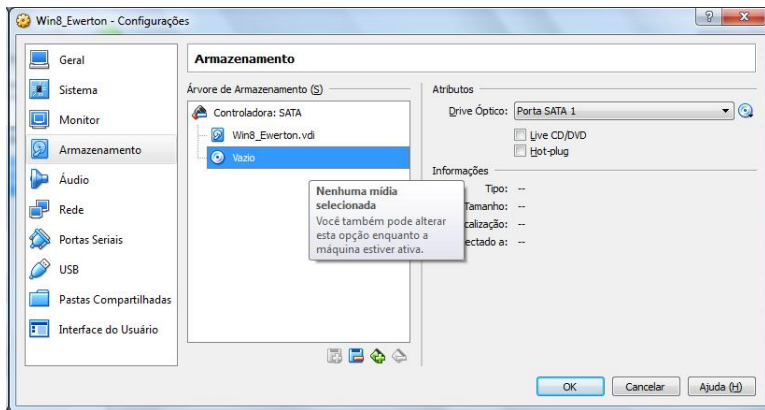 Win8_Ewerton - Configurações
Geral
Sistema
Monitor
Armazenamento
Áudio
Rede
Portas Seriais
USB
Pastas Compartilhadas
Interface do Usuário
Armazenamento
Árvore de Armazenamento (S)
Controladora: SATA
Win8_Ewerton.vdi
Vazio
Nenhuma mídia
selecionada
Você também pode alterar
esta opção enquanto a
máquina estiver ativa.
Atributos
Drive Óptico: Porta SATA 1
Live CD/DVD
Hot-plug
Informações
Tipo: --
Tamanho: --
calização: --
ectado a: --
OK
Cancelar
Ajuda (H)